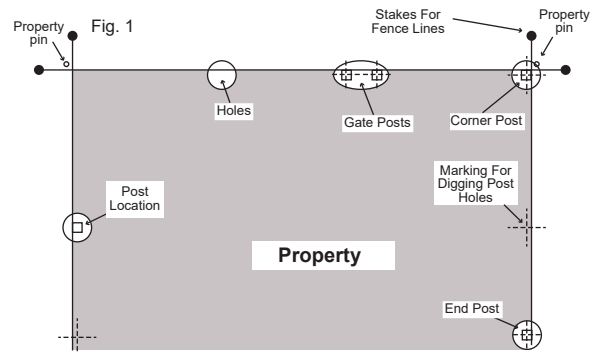 Property
pin
Fig. 1
Stakes For
Fence Lines
Property
pin
Holes
Gate Posts
Corner Post
Marking For
Digging Post
Holes
Post
Location
Property
End Post